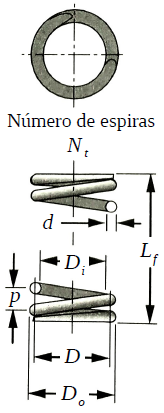 Número de espiras
N_t
d
L_f
D_i
p
D
D_o